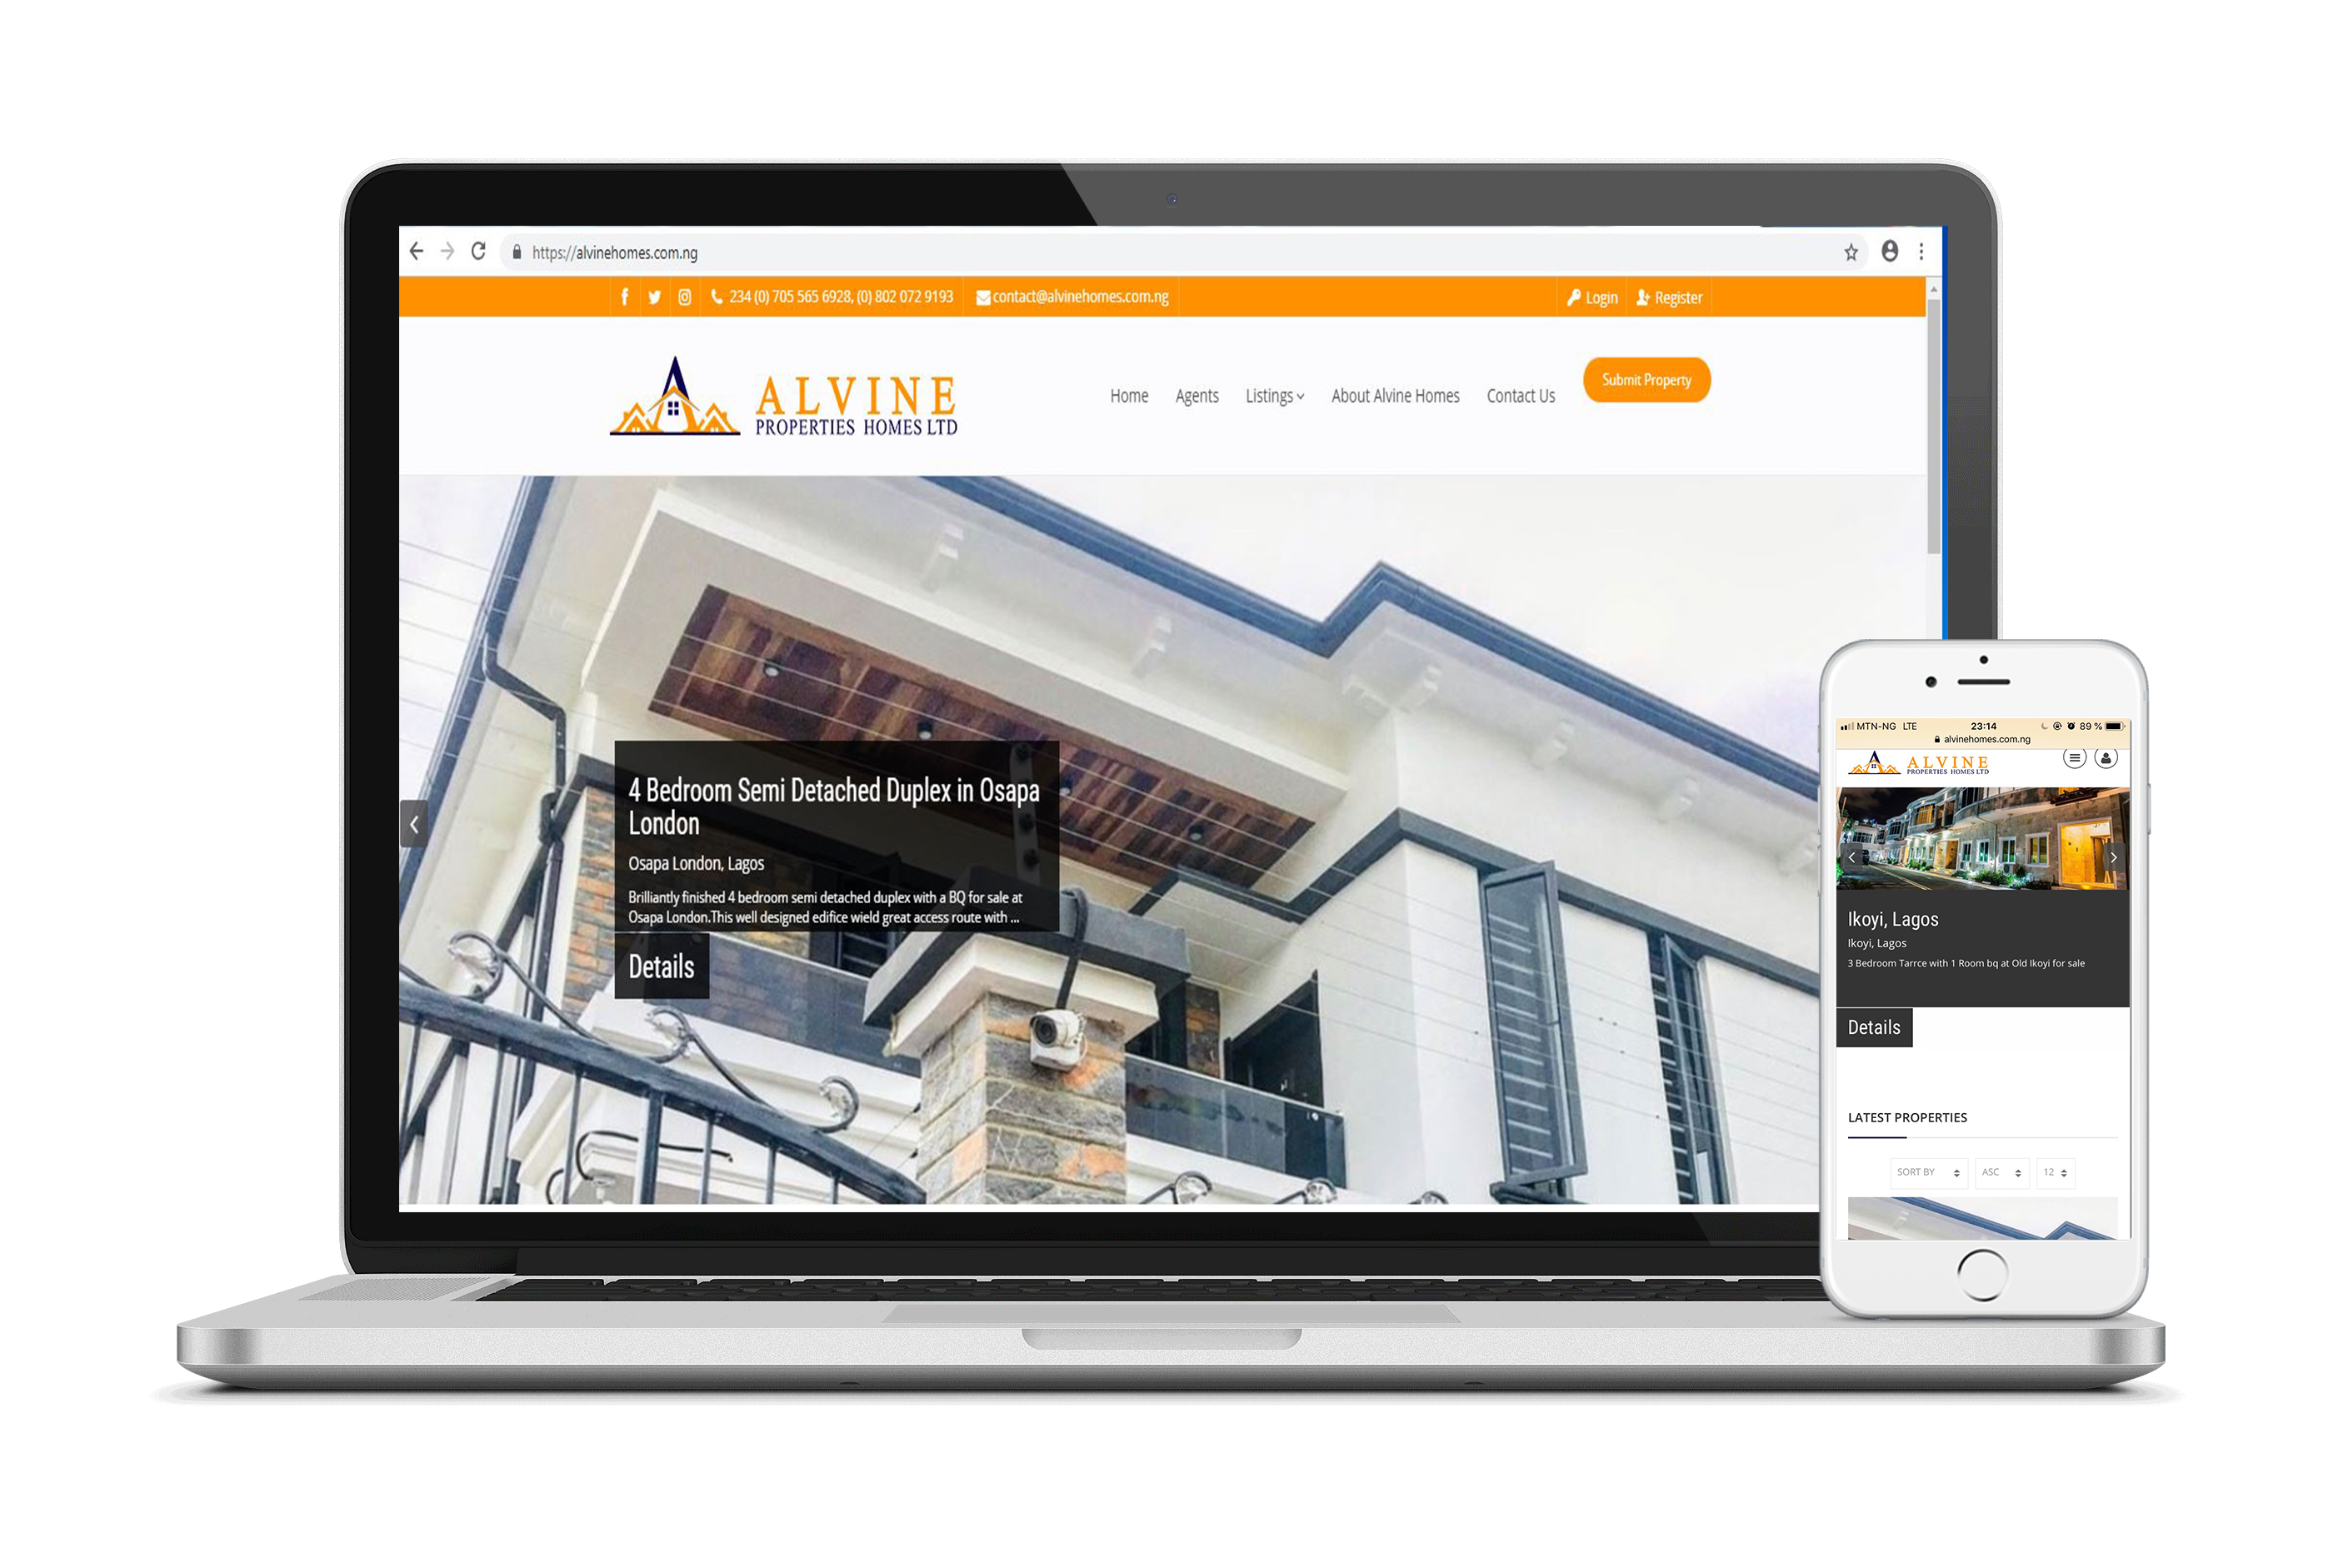 https://alvinehomes.com.ng
234 (0) 705 565 6928, (0) 802 072 9193
contact@alvinehomes.com.ng
Login
Register
ALVINE
PROPERTIES HOMES LTD
Home
Agents
Listings
About Alvine Homes
Contact Us
Submit Property
4 Bedroom Semi Detached Duplex in Osapa
London
Osapa London, Lagos
Brilliantly finished 4 bedroom semi detached duplex with a BQ for sale at
Osapa London.This well designed edifice wield great access route with ...
Details
MTN-NG LTE 23:14 89 %
alvinehomes.com.ng
ALVINE
PROPERTIES HOMES LTD
Ikoyi, Lagos
Ikoyi, Lagos
3 Bedroom Tarrce with 1 Room bq at Old Ikoyi for sale
Details
LATEST PROPERTIES
SORT BY ASC 12